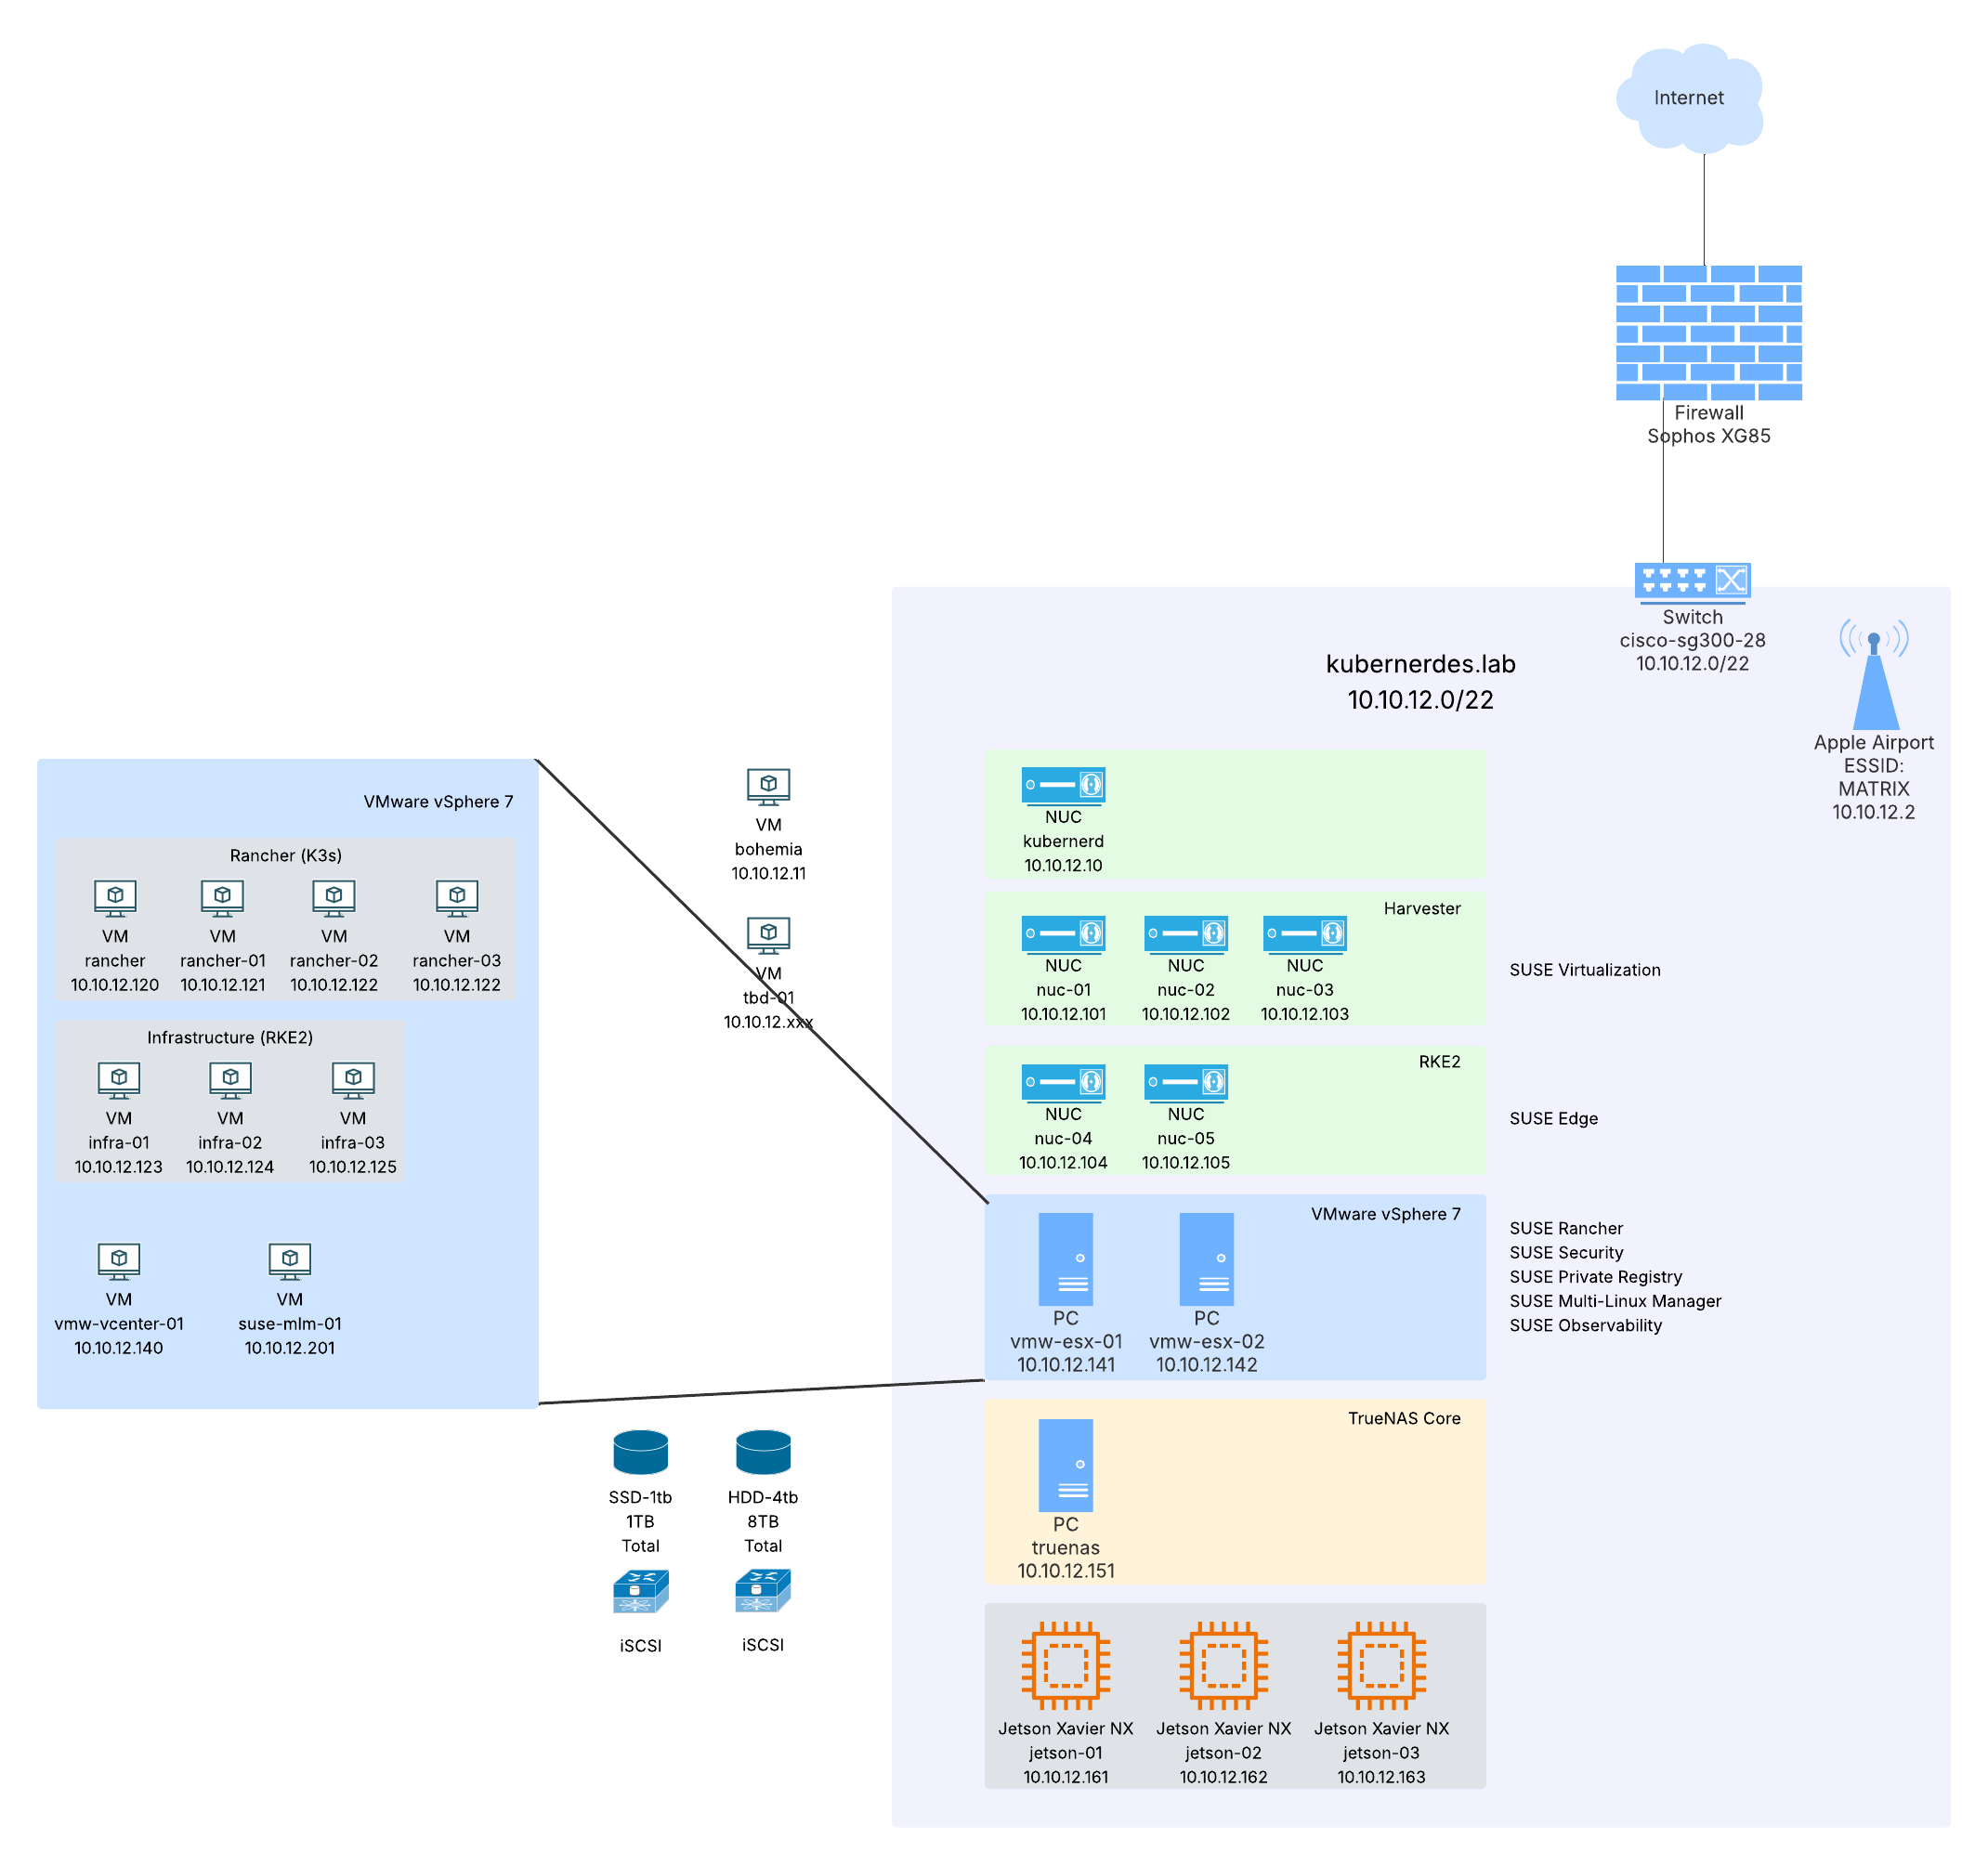 Internet
Firewall
Sophos XG85
Switch
cisco-sg300-28
10.10.12.0/22
Apple Airport
ESSID:
MATRIX
10.10.12.2
kubernerdes.lab
10.10.12.0/22
NUC
kubernerd
10.10.12.10
Harvester
NUC
nuc-01
10.10.12.101
NUC
nuc-02
10.10.12.102
NUC
nuc-03
10.10.12.103
SUSE Virtualization
RKE2
NUC
nuc-04
10.10.12.104
NUC
nuc-05
10.10.12.105
SUSE Edge
VMware vSphere 7
PC
vmw-esx-01
10.10.12.141
PC
vmw-esx-02
10.10.12.142
SUSE Rancher
SUSE Security
SUSE Private Registry
SUSE Multi-Linux Manager
SUSE Observability
TrueNAS Core
PC
truenas
10.10.12.151
Jetson Xavier NX
jetson-01
10.10.12.161
Jetson Xavier NX
jetson-02
10.10.12.162
Jetson Xavier NX
jetson-03
10.10.12.163
VM
bohemia
10.10.12.11
VM
tbd-01
10.10.12.xxx
VMware vSphere 7
Rancher (K3s)
VM
rancher
10.10.12.120
VM
rancher-01
10.10.12.121
VM
rancher-02
10.10.12.122
VM
rancher-03
10.10.12.122
Infrastructure (RKE2)
VM
infra-01
10.10.12.123
VM
infra-02
10.10.12.124
VM
infra-03
10.10.12.125
VM
vmw-vcenter-01
10.10.12.140
VM
suse-mlm-01
10.10.12.201
SSD-1tb
1TB
Total
iSCSI
HDD-4tb
8TB
Total
iSCSI